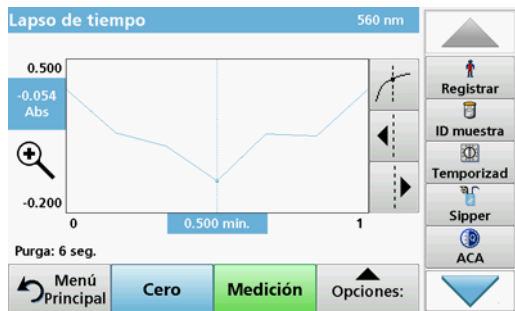 Lapso de tiempo 560 nm
0.500
-0.054
Abs
-0.200
0 0.500 min. 1
Purga: 6 seg.
Menú
Principal
Cero
Medición
Opciones:
Registrar
ID muestra
Temporizad
Sipper
ACA